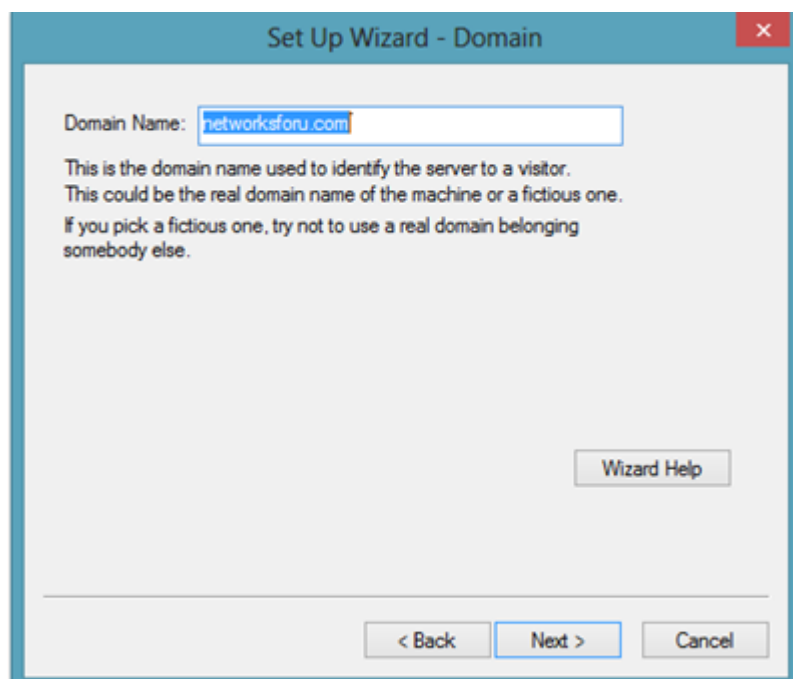 Set Up Wizard - Domain
Domain Name: networksforu.com
This is the domain name used to identify the server to a visitor.
This could be the real domain name of the machine or a fictious one.
If you pick a fictious one, try not to use a real domain belonging
somebody else.
Wizard Help
< Back Next > Cancel